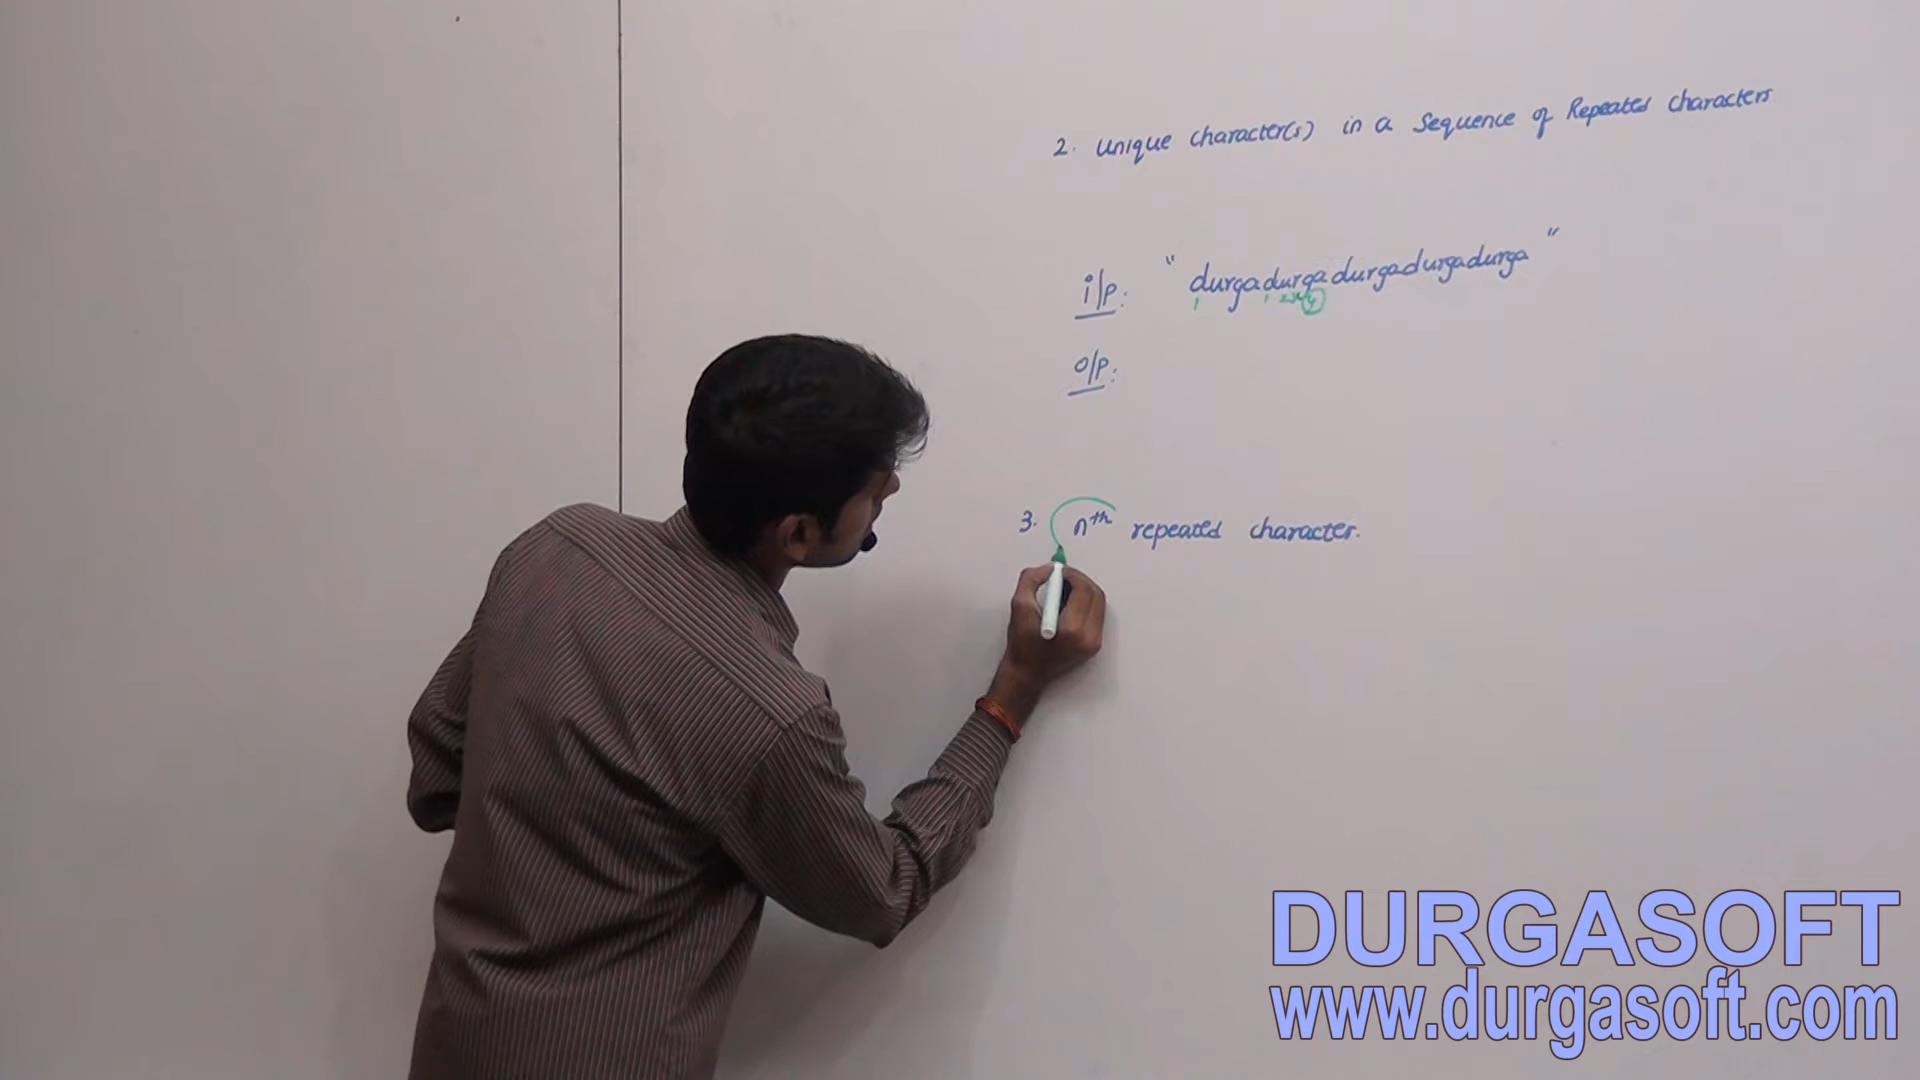 2. Unique character(s) in a Sequence of Repeated characters
i/p: " durgadurgadurgadurgadurga "
o/p:
3. nth repeated character.
DURGASOFT
www.durgasoft.com